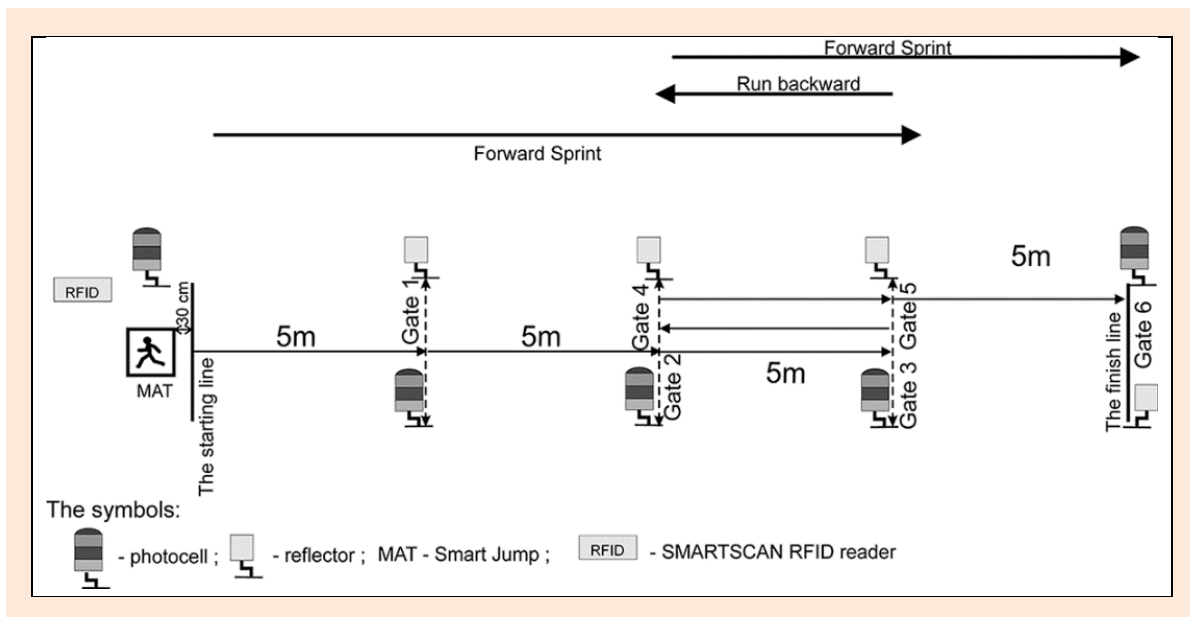 Forward Sprint
Run backward
Forward Sprint
RFID
30 cm
MAT
The starting line
5m
Gate 1
5m
Gate 4
Gate 2
5m
Gate 5
Gate 3
5m
The finish line
Gate 6
The symbols:
- photocell ; - reflector ; MAT - Smart Jump ; RFID - SMARTSCAN RFID reader